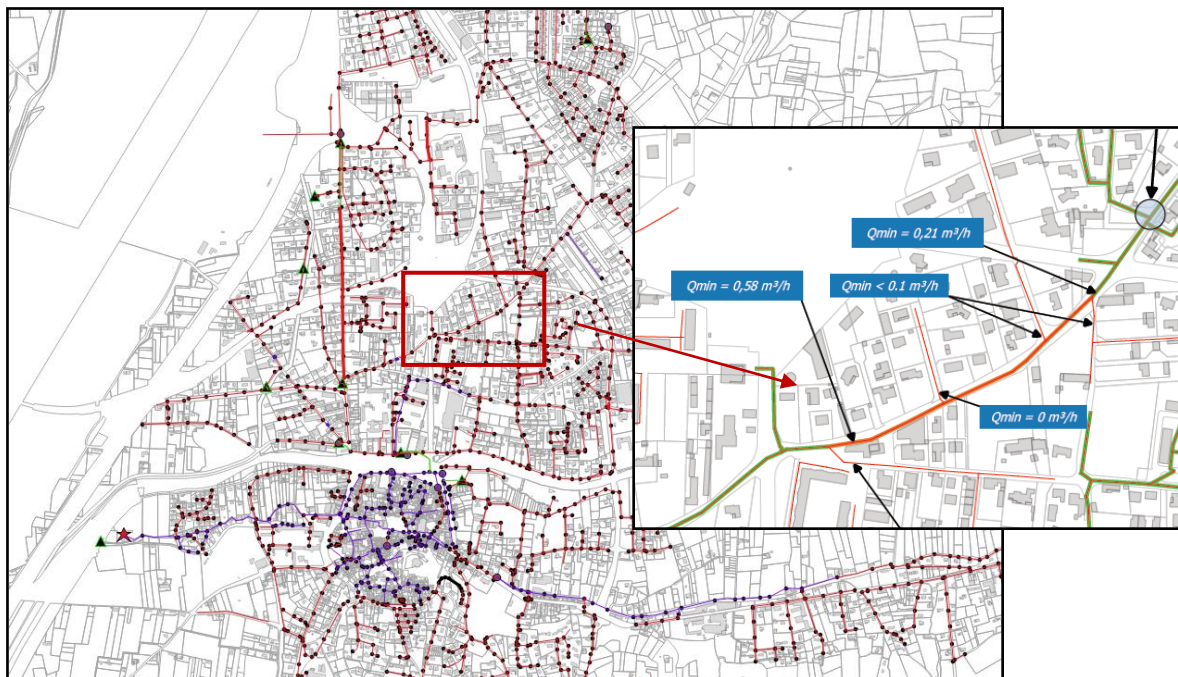 Qmin = 0,21 m³/h
Qmin = 0,58 m³/h
Qmin < 0.1 m³/h
Qmin = 0 m³/h